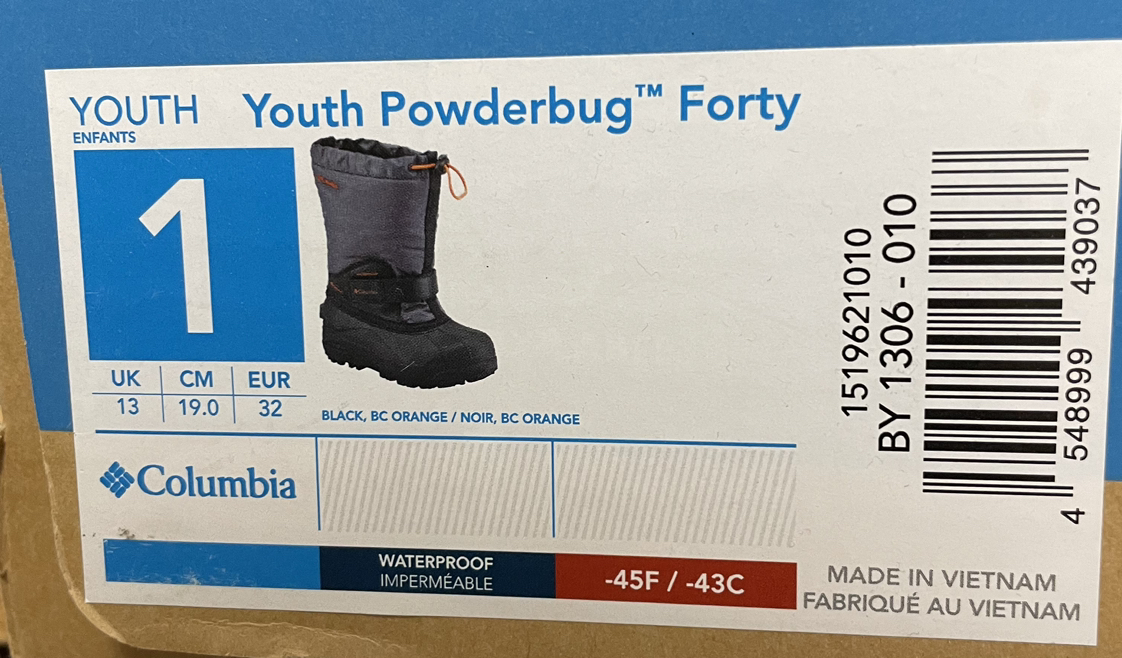 YOUTH
ENFANTS
Youth Powderbug™ Forty
1
UK CM EUR
13 19.0 32
BLACK, BC ORANGE / NOIR, BC ORANGE
Columbia
WATERPROOF
IMPERMÉABLE
-45F / -43C
1519621010
BY 1306 - 010
4 548999 439037
MADE IN VIETNAM
FABRIQUÉ AU VIETNAM